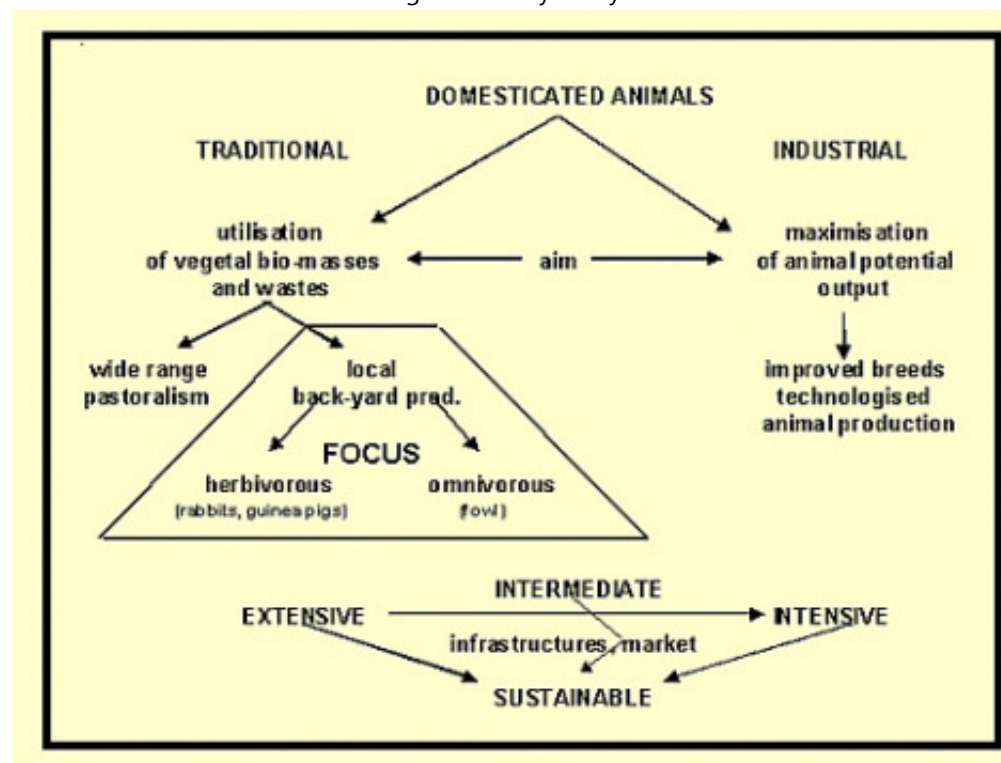 DOMESTICATED ANIMALS
TRADITIONAL
INDUSTRIAL
utilisation
of vegetal bio-masses
and wastes
aim
maximisation
of animal potential
output
wide range
pastoralism
local
back-yard prod.
improved breeds
technologised
animal production
FOCUS
herbivorous
(rabbits, guinea pigs)
omnivorous
(fowl)
INTERMEDIATE
EXTENSIVE
INTENSIVE
infrastructures, market
SUSTAINABLE